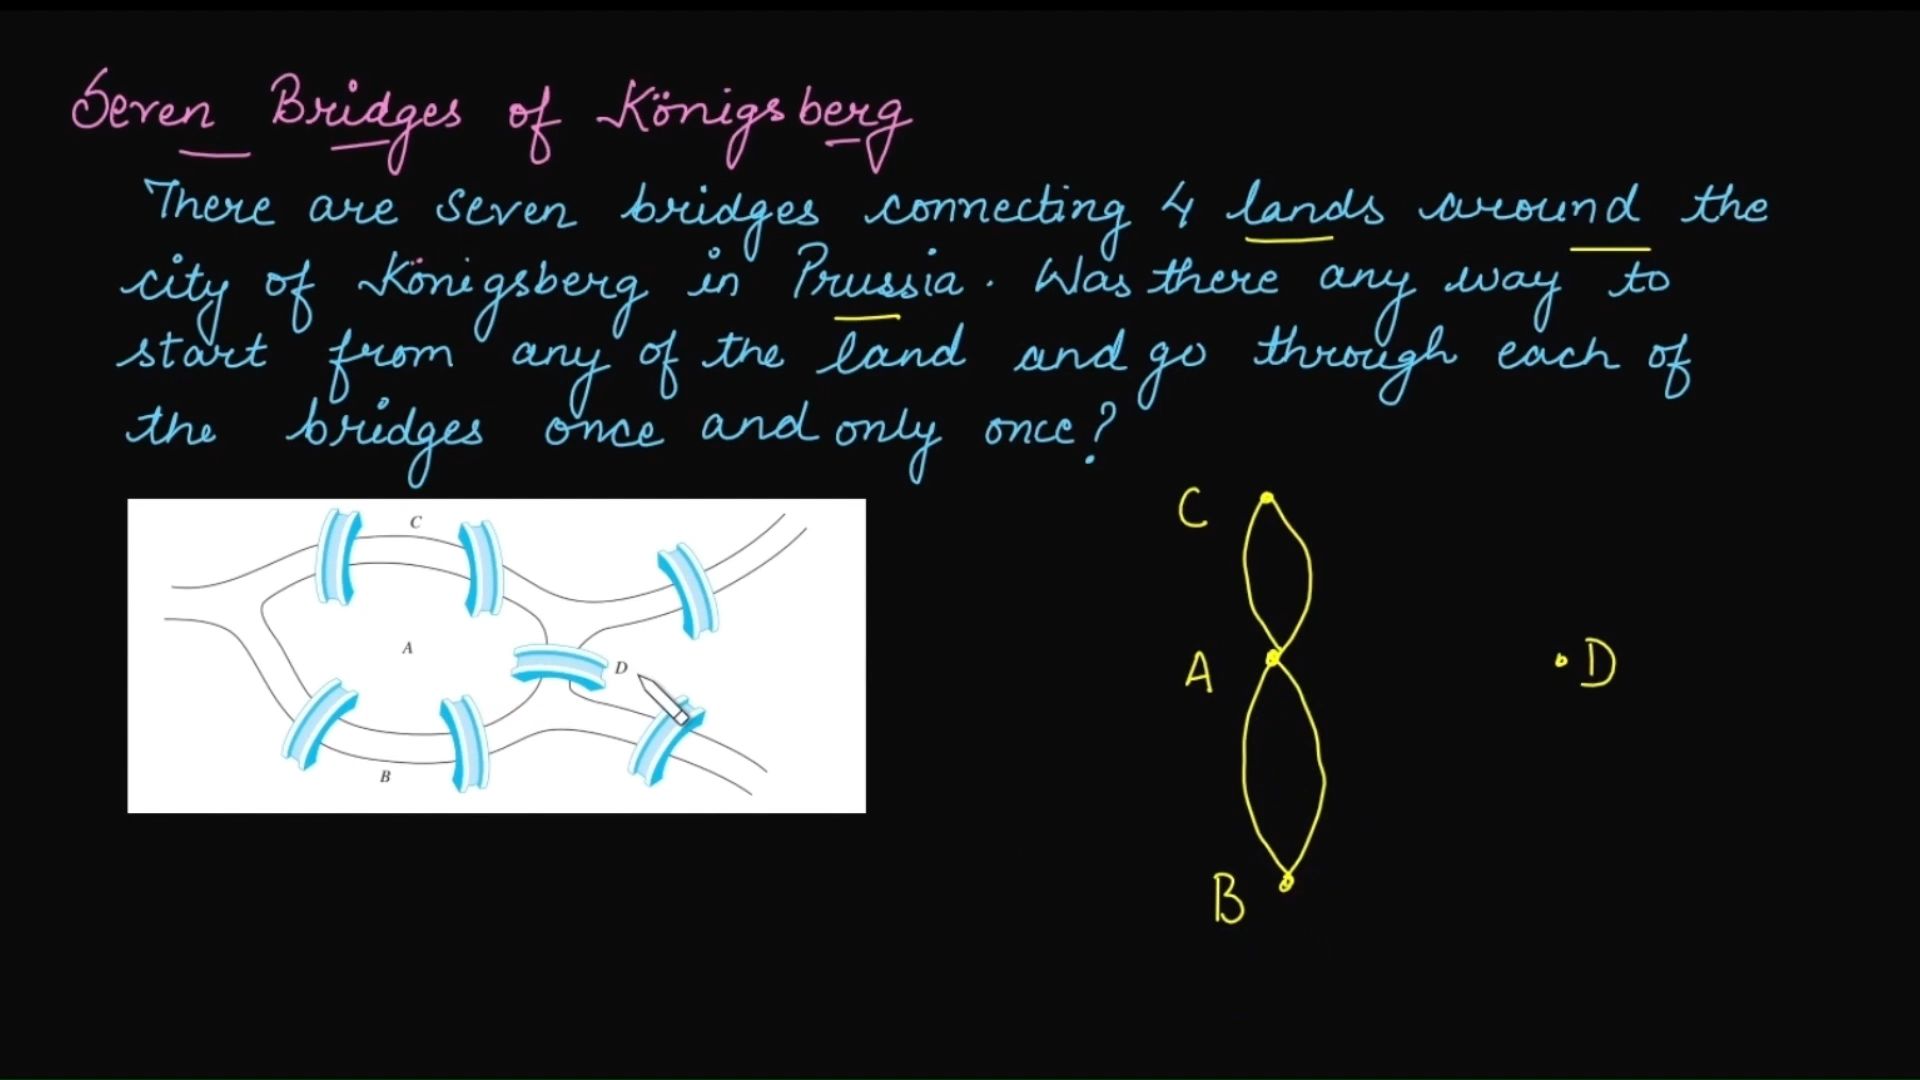 Seven Bridges of Königsberg
There are seven bridges connecting 4 lands around the
city of Königsberg in Prussia. Was there any way to
start from any of the land and go through each of
the bridges once and only once?
C
A
D
B
C
A
D
B